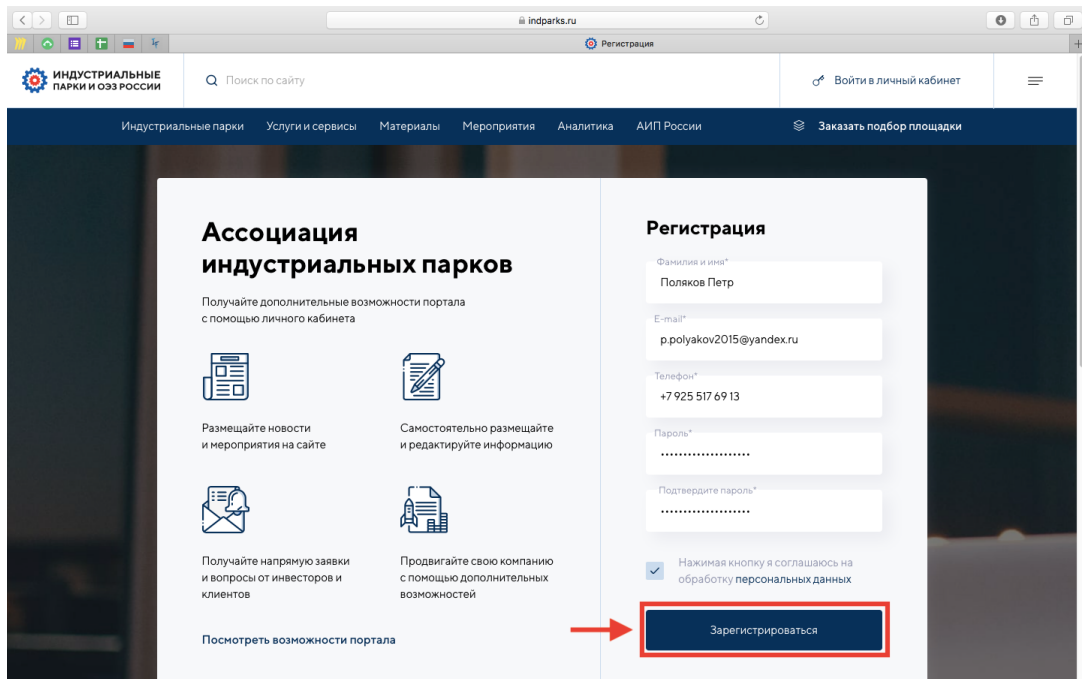 indparks.ru
Регистрация
ИНДУСТРИАЛЬНЫЕ
ПАРКИ И ОЭЗ РОССИИ
Поиск по сайту
Войти в личный кабинет
Индустриальные парки Услуги и сервисы Материалы Мероприятия Аналитика АИП России Заказать подбор площадки
Ассоциация
индустриальных парков
Получайте дополнительные возможности портала
с помощью личного кабинета
Размещайте новости
и мероприятия на сайте
Самостоятельно размещайте
и редактируйте информацию
Получайте напрямую заявки
и вопросы от инвесторов и
клиентов
Продвигайте свою компанию
с помощью дополнительных
возможностей
Посмотреть возможности портала
Регистрация
Фамилия и имя*
Поляков Петр
E-mail*
p.polyakov2015@yandex.ru
Телефон*
+7 925 517 69 13
Пароль*
••••••••••••••••••••
Подтвердите пароль*
••••••••••••••••••••
Нажимая кнопку я соглашаюсь на
обработку персональных данных
Зарегистрироваться